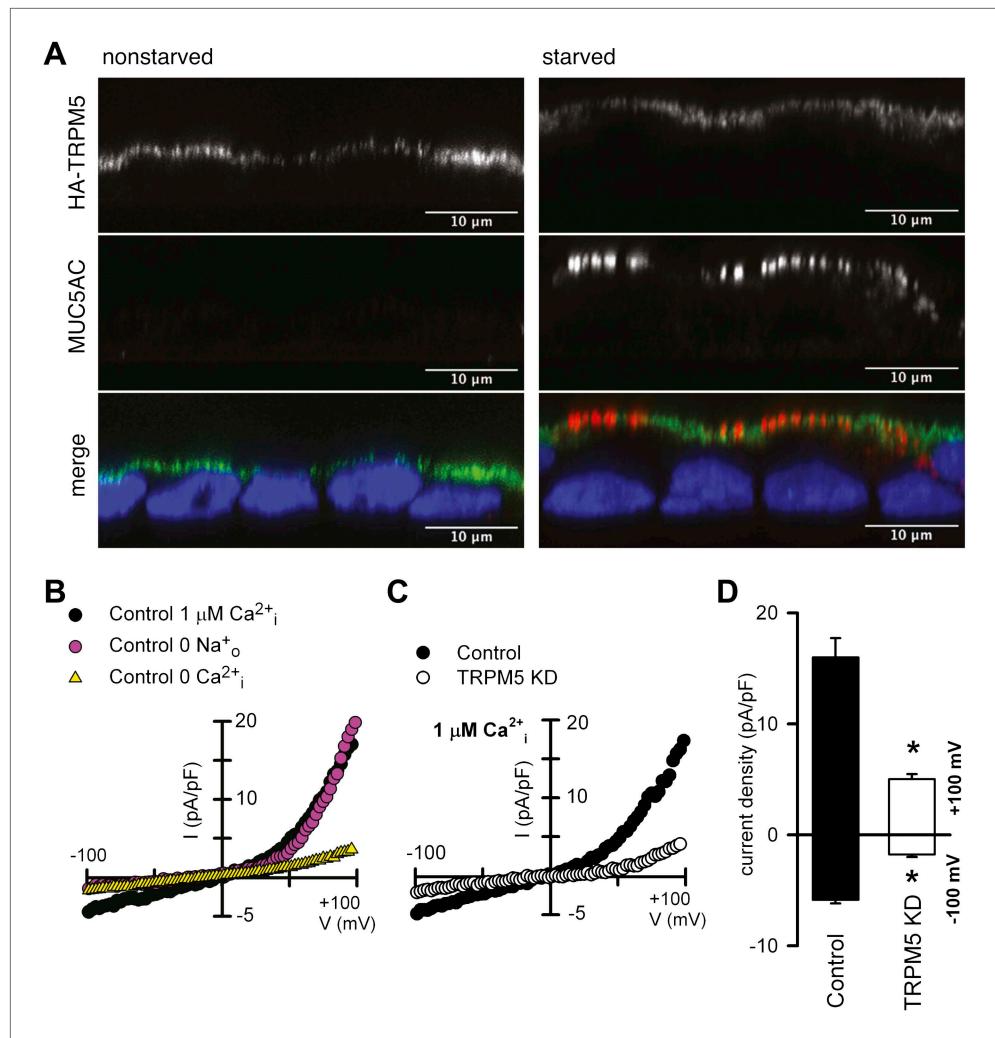 A
nonstarved
starved
HA-TRPM5
10 µm
10 µm
MUC5AC
10 µm
10 µm
merge
10 µm
10 µm
B
Control 1 µM Ca²⁺ᵢ
Control 0 Na⁺ₒ
Control 0 Ca²⁺ᵢ
20
10
I (pA/pF)
-100
-5
+100
V (mV)
C
Control
TRPM5 KD
1 µM Ca²⁺ᵢ
20
10
I (pA/pF)
-100
-5
+100
V (mV)
D
20
10
0
-10
current density (pA/pF)
*
*
+100 mV
-100 mV
Control
TRPM5 KD